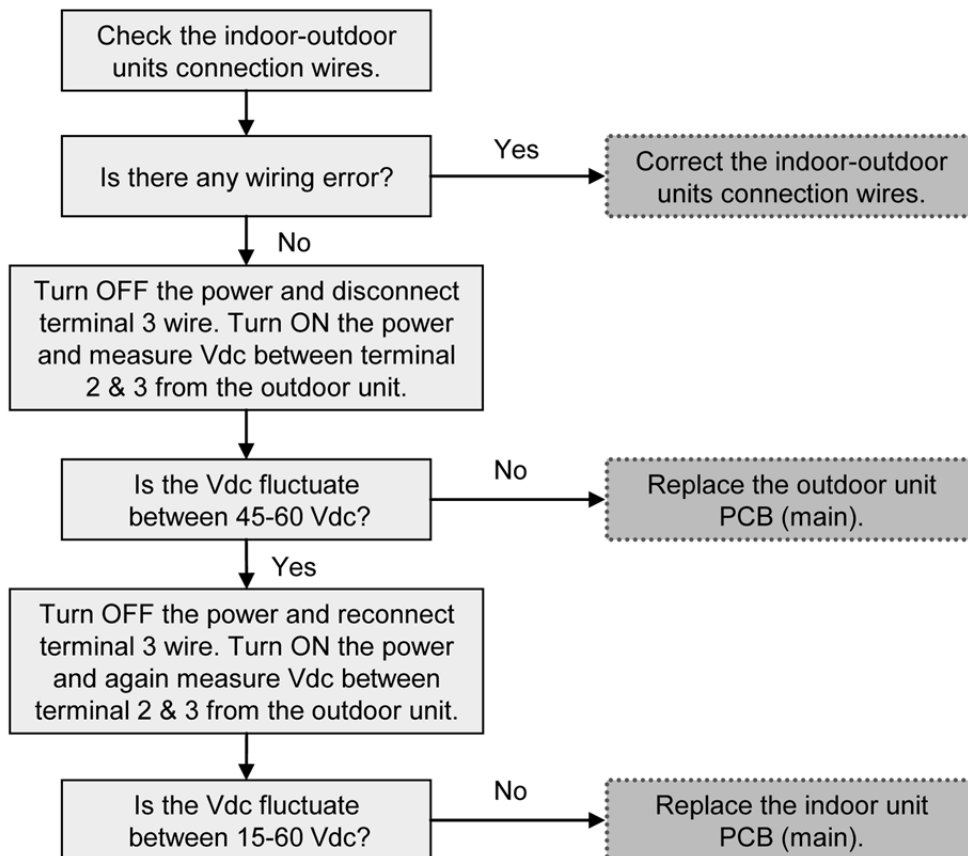 Check the indoor-outdoor
units connection wires.
Is there any wiring error?
Yes
Correct the indoor-outdoor
units connection wires.
No
Turn OFF the power and disconnect
terminal 3 wire. Turn ON the power
and measure Vdc between terminal
2 & 3 from the outdoor unit.
Is the Vdc fluctuate
between 45-60 Vdc?
No
Replace the outdoor unit
PCB (main).
Yes
Turn OFF the power and reconnect
terminal 3 wire. Turn ON the power
and again measure Vdc between
terminal 2 & 3 from the outdoor unit.
Is the Vdc fluctuate
between 15-60 Vdc?
No
Replace the indoor unit
PCB (main).